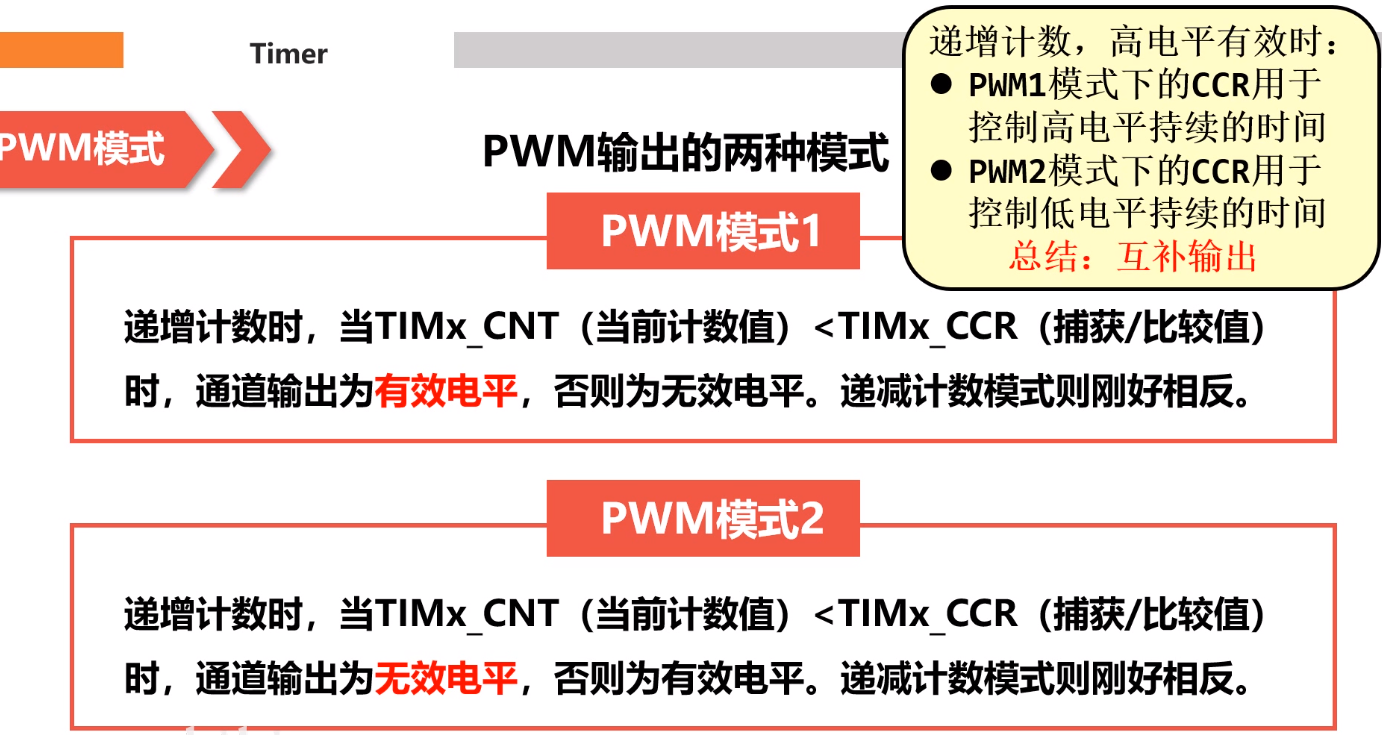 Timer
递增计数，高电平有效时：
● PWM1模式下的CCR用于
控制高电平持续的时间
● PWM2模式下的CCR用于
控制低电平持续的时间
总结：互补输出
PWM模式
PWM输出的两种模式
PWM模式1
递增计数时，当TIMx_CNT（当前计数值）<TIMx_CCR（捕获/比较值）
时，通道输出为有效电平，否则为无效电平。递减计数模式则刚好相反。
PWM模式2
递增计数时，当TIMx_CNT（当前计数值）<TIMx_CCR（捕获/比较值）
时，通道输出为无效电平，否则为有效电平。递减计数模式则刚好相反。